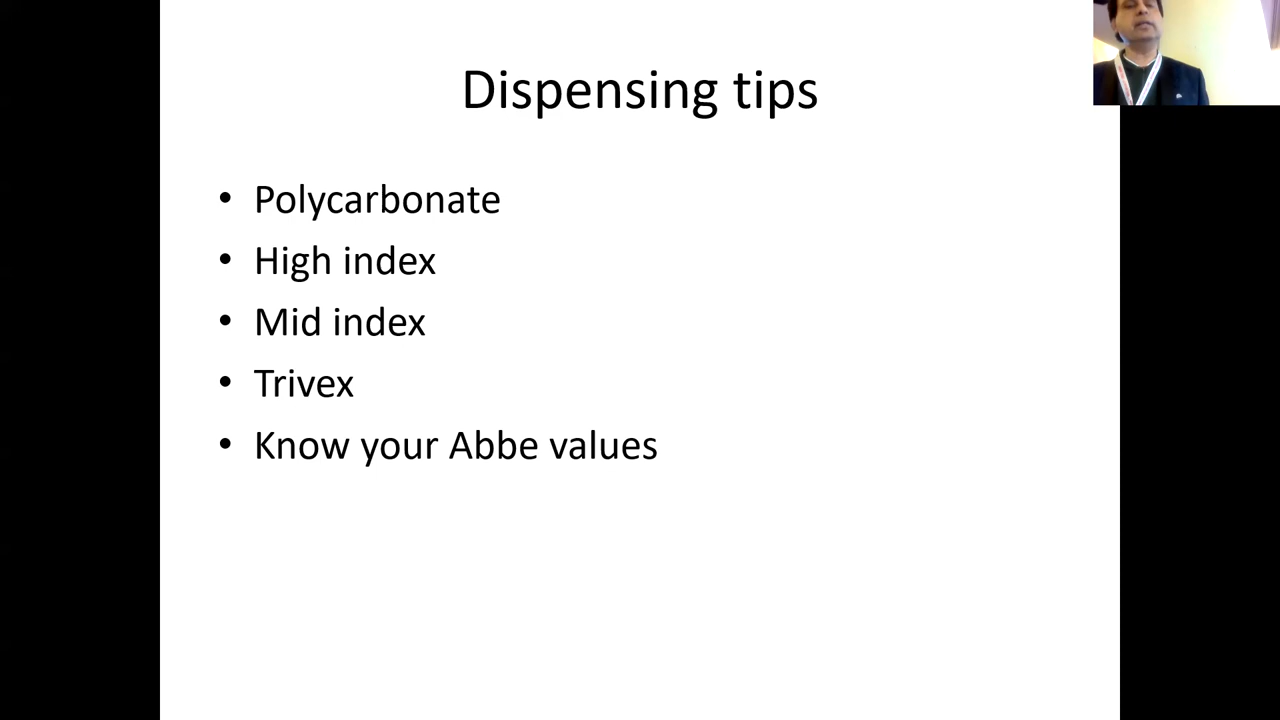 Dispensing tips
• Polycarbonate
• High index
• Mid index
• Trivex
• Know your Abbe values